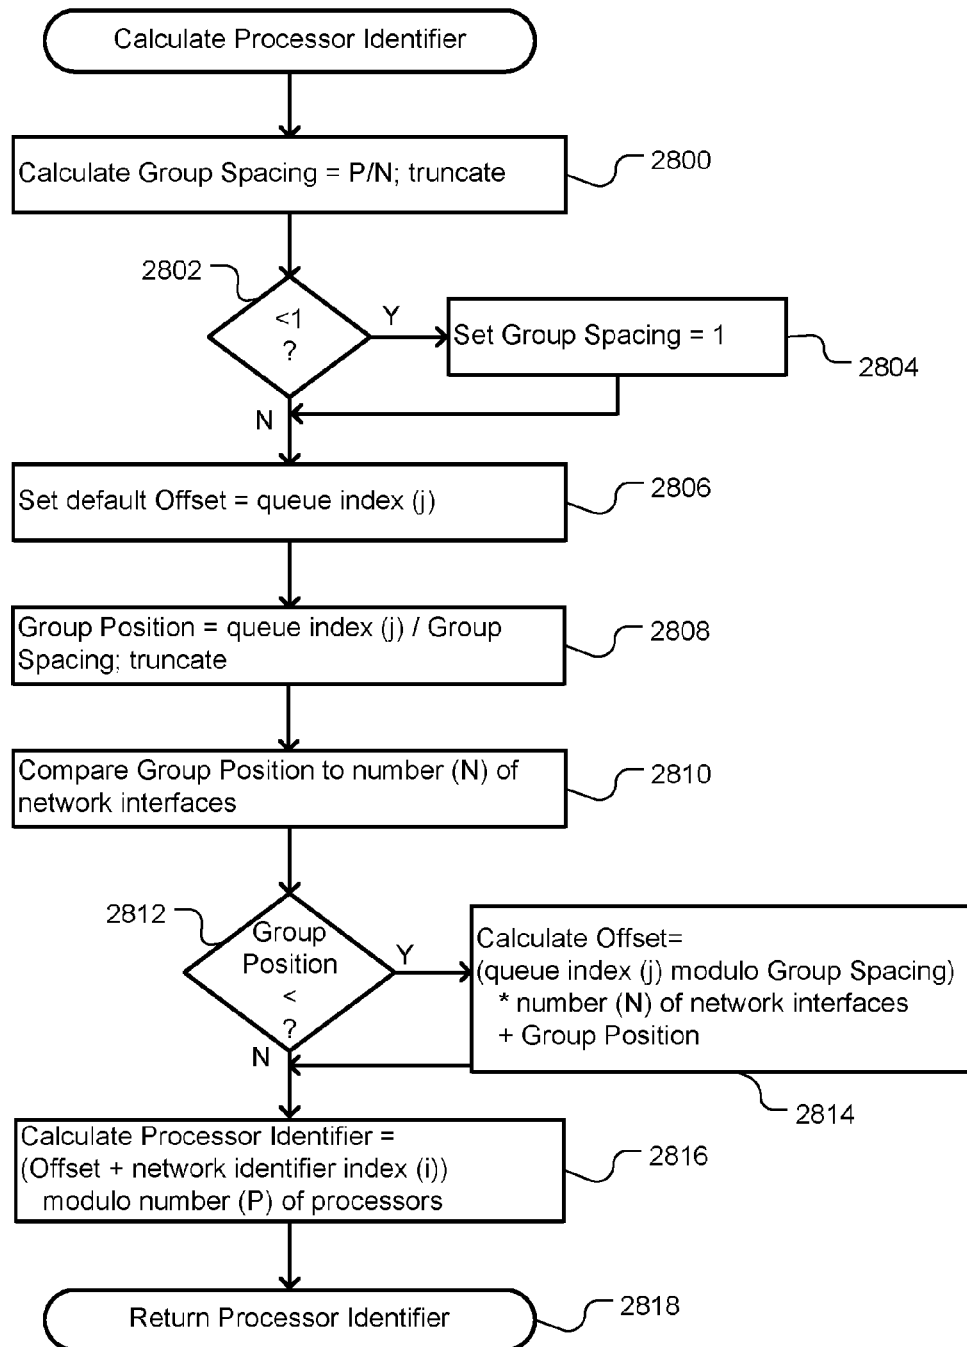 Calculate Processor Identifier
Calculate Group Spacing = P/N; truncate
2800
2802
<1
?
Y
Set Group Spacing = 1
2804
N
Set default Offset = queue index (j)
2806
Group Position = queue index (j) / Group
Spacing; truncate
2808
Compare Group Position to number (N) of
network interfaces
2810
2812
Group
Position
<
?
Y
Calculate Offset=
(queue index (j) modulo Group Spacing)
* number (N) of network interfaces
+ Group Position
2814
N
Calculate Processor Identifier =
(Offset + network identifier index (i))
modulo number (P) of processors
2816
Return Processor Identifier
2818